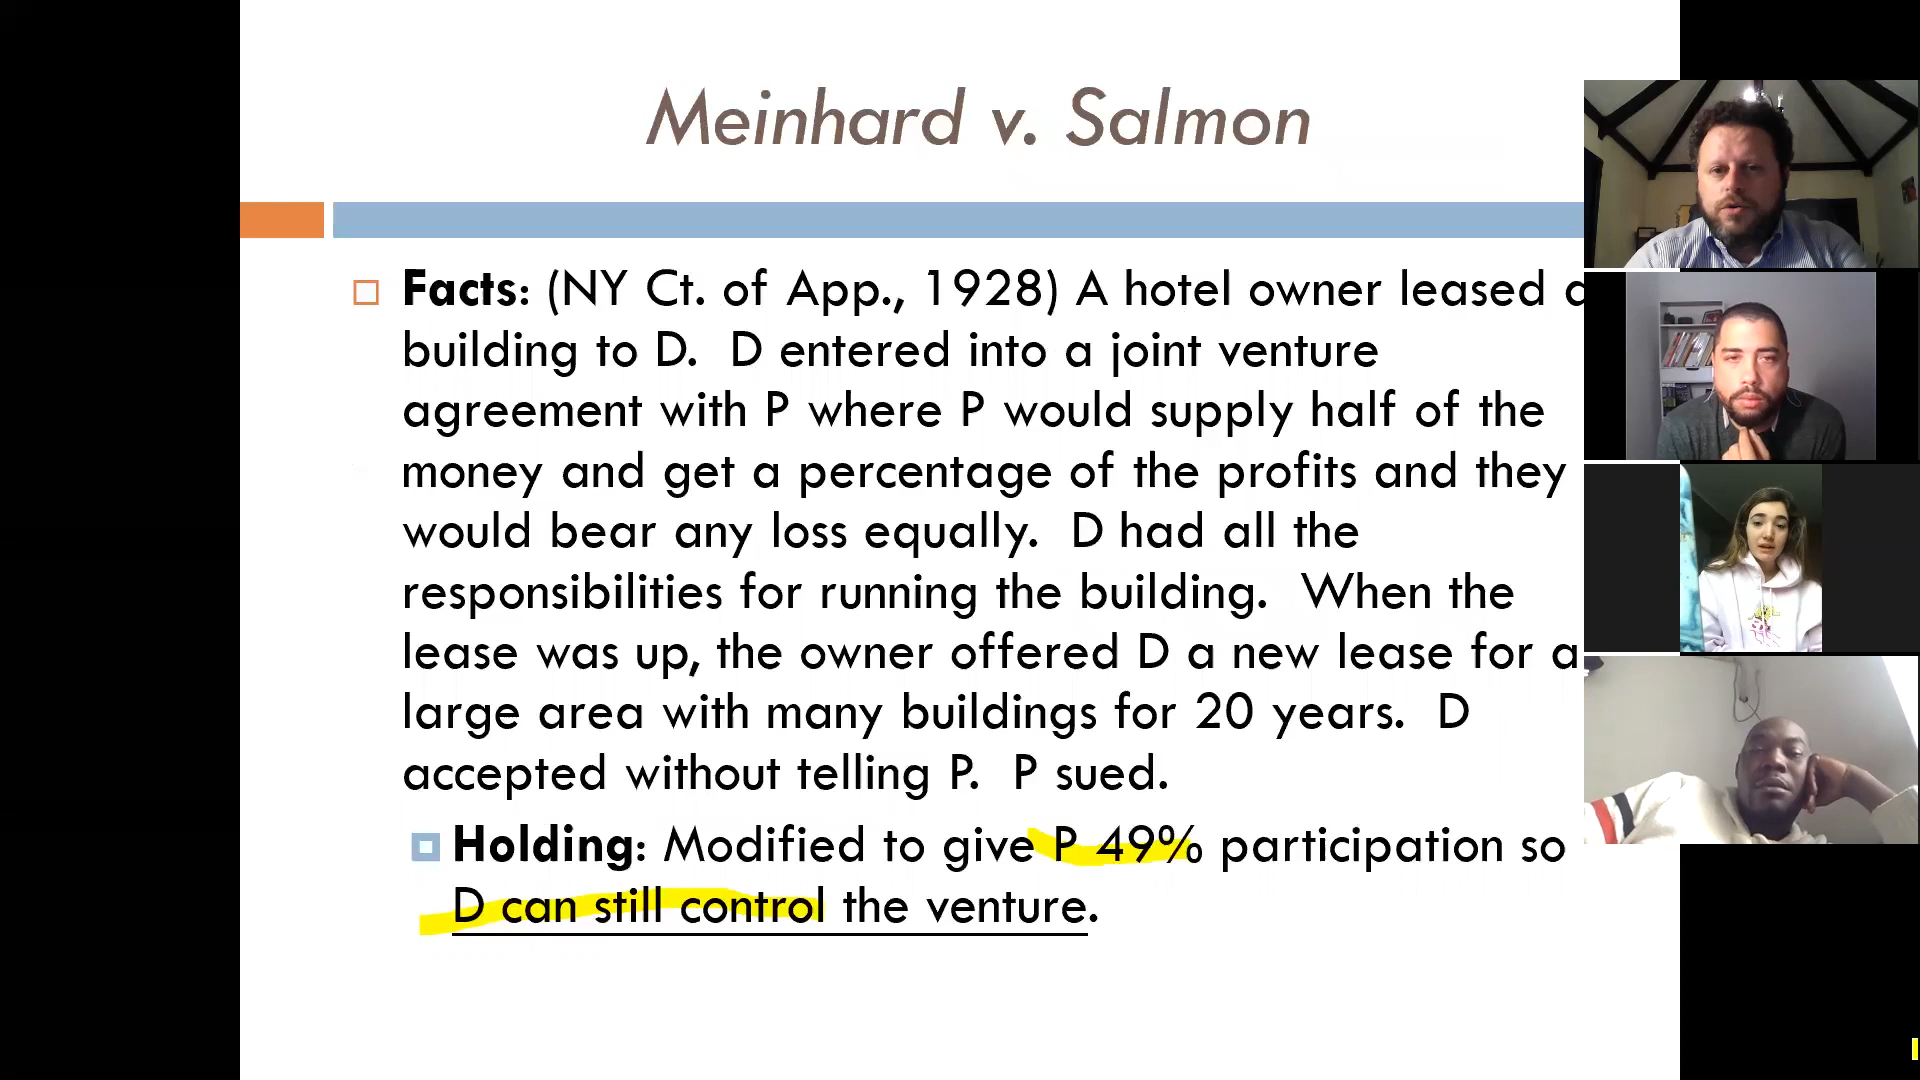 Meinhard v. Salmon
Facts: (NY Ct. of App., 1928) A hotel owner leased a
building to D. D entered into a joint venture
agreement with P where P would supply half of the
money and get a percentage of the profits and they
would bear any loss equally. D had all the
responsibilities for running the building. When the
lease was up, the owner offered D a new lease for a
large area with many buildings for 20 years. D
accepted without telling P. P sued.
Holding: Modified to give P 49% participation so
D can still control the venture.